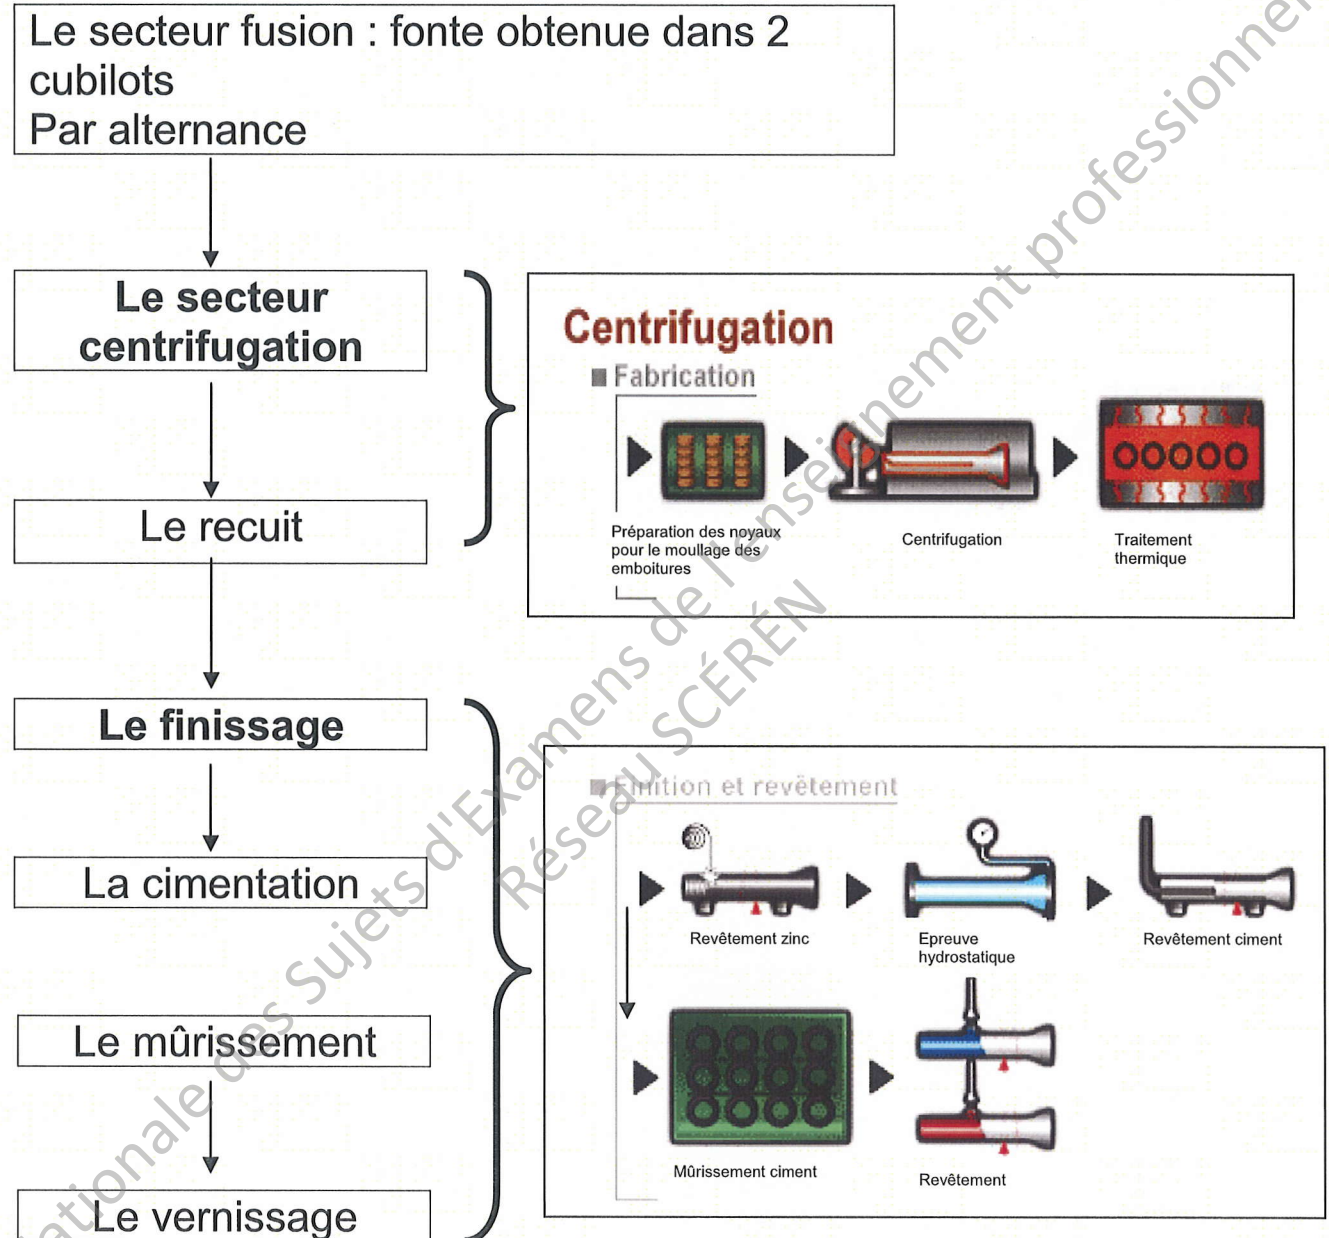 Le secteur fusion : fonte obtenue dans 2
cubilots
Par alternance
Le secteur
centrifugation
Le recuit
Centrifugation
Fabrication
Préparation des noyaux
pour le moullage des
emboitures
Centrifugation
Traitement
thermique
Le finissage
La cimentation
Le mûrissement
Le vernissage
Finition et revêtement
Revêtement zinc
Epreuve
hydrostatique
Revêtement ciment
Mûrissement ciment
Revêtement
des Sujets d'Examens de l'enseignement professionnel
Réseau SCÉRÉN